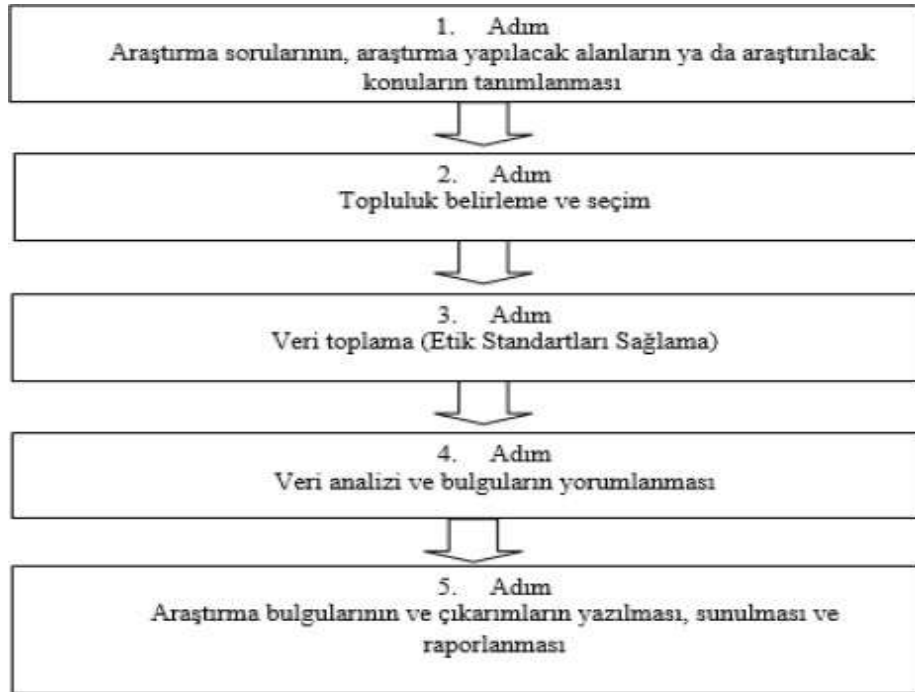 1. Adım
Araştırma sorularının, araştırma yapılacak alanların ya da araştırılacak
konuların tanımlanması
2. Adım
Topluluk belirleme ve seçim
3. Adım
Veri toplama (Etik Standartları Sağlama)
4. Adım
Veri analizi ve bulguların yorumlanması
5. Adım
Araştırma bulgularının ve çıkarımların yazılması, sunulması ve
raporlanması